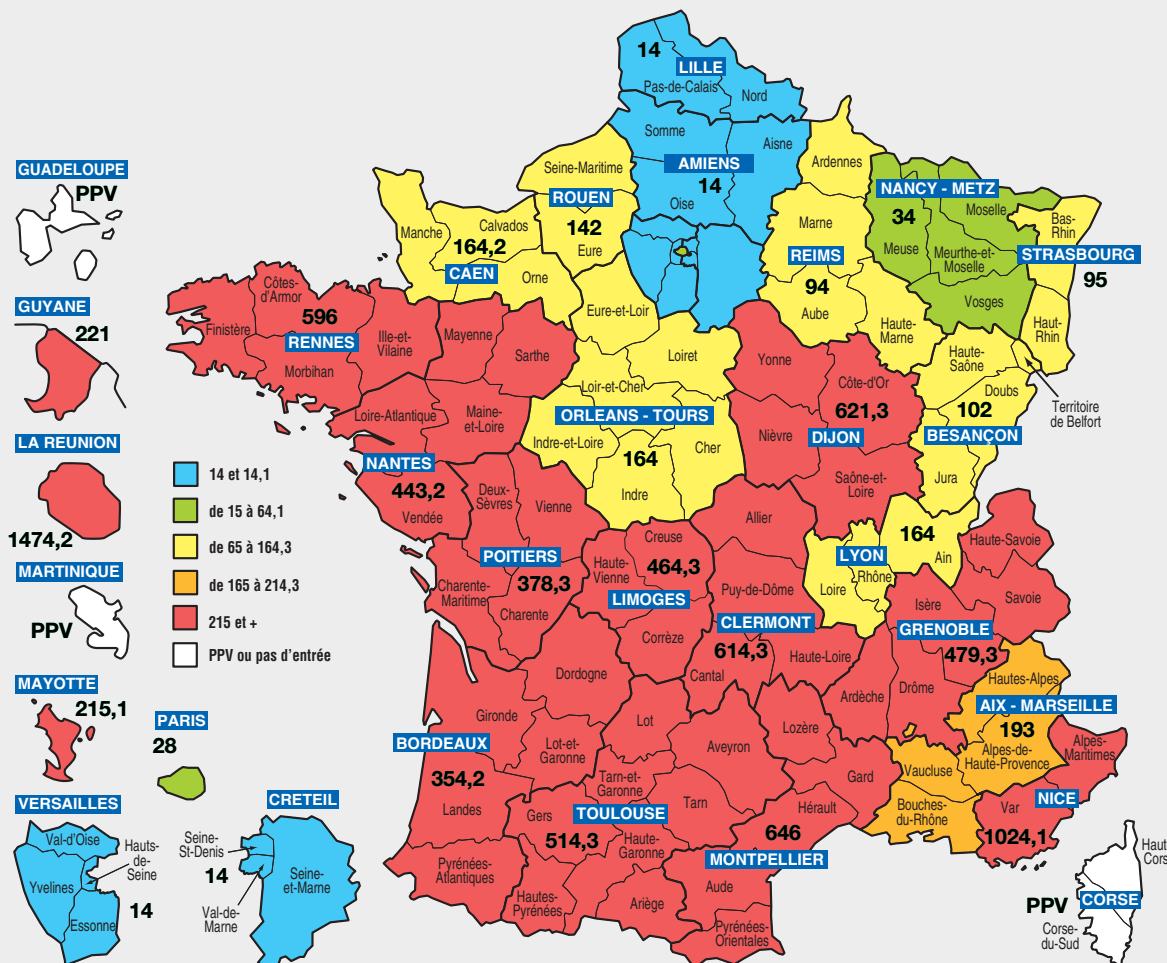 GUADELOUPE
PPV
GUYANE
221
LA REUNION
1474,2
MARTINIQUE
PPV
MAYOTTE
215,1
PARIS
28
VERSAILLES
Val-d'Oise
Hauts-
de-
Seine
Yvelines
Essonne
14
CRETEIL
Seine-
St-Denis
14
Val-de-
Marne
Seine-
et-Marne
14 et 14,1
de 15 à 64,1
de 65 à 164,3
de 165 à 214,3
215 et +
PPV ou pas d'entrée
14
LILLE
Pas-de-Calais
Nord
Somme
Aisne
AMIENS
14
Oise
Seine-Maritime
ROUEN
142
Eure
Manche
Calvados
164,2
CAEN
Orne
Ardennes
Marne
REIMS
94
Aube
Haute-
Marne
NANCY - METZ
34
Moselle
Meuse
Meurthe-et-
Moselle
Vosges
Bas-
Rhin
STRASBOURG
95
Haut-
Rhin
Côtes-
d'Armor
596
Finistère
RENNES
Ille-et-
Vilaine
Morbihan
Mayenne
Sarthe
Loire-Atlantique
Maine-
et-Loire
NANTES
443,2
Vendée
Eure-et-Loir
Loiret
Loir-et-Cher
ORLEANS - TOURS
Indre-et-Loire
164
Cher
Indre
Yonne
Côte-d'Or
621,3
Nièvre
DIJON
Saône-et-
Loire
Haute-
Saône
Doubs
102
BESANÇON
Jura
Territoire
de Belfort
Deux-
Sèvres
Vienne
POITIERS
378,3
Charente-
Maritime
Charente
Creuse
Haute-
Vienne
464,3
LIMOGES
Corrèze
Allier
Puy-de-Dôme
CLERMONT
614,3
Haute-Loire
Cantal
164
Ain
LYON
Rhône
Loire
Haute-Savoie
Savoie
Isère
GRENOBLE
479,3
Drôme
Ardèche
Dordogne
Gironde
BORDEAUX
Lot-et-
Garonne
354,2
Landes
Pyrénées-
Atlantiques
Lot
Aveyron
Tarn-et-
Garonne
Tarn
Gers
TOULOUSE
514,3
Haute-
Garonne
Hautes-
Pyrénées
Ariège
Lozère
Gard
Hérault
646
MONTPELLIER
Aude
Pyrénées-
Orientales
Hautes-Alpes
AIX - MARSEILLE
193
Alpes-de-
Haute-Provence
Vaucluse
Bouches-
du-Rhône
Alpes-
Maritimes
Var
NICE
1024,1
Haut
Cors
PPV
CORSE
Corse-
du-Sud